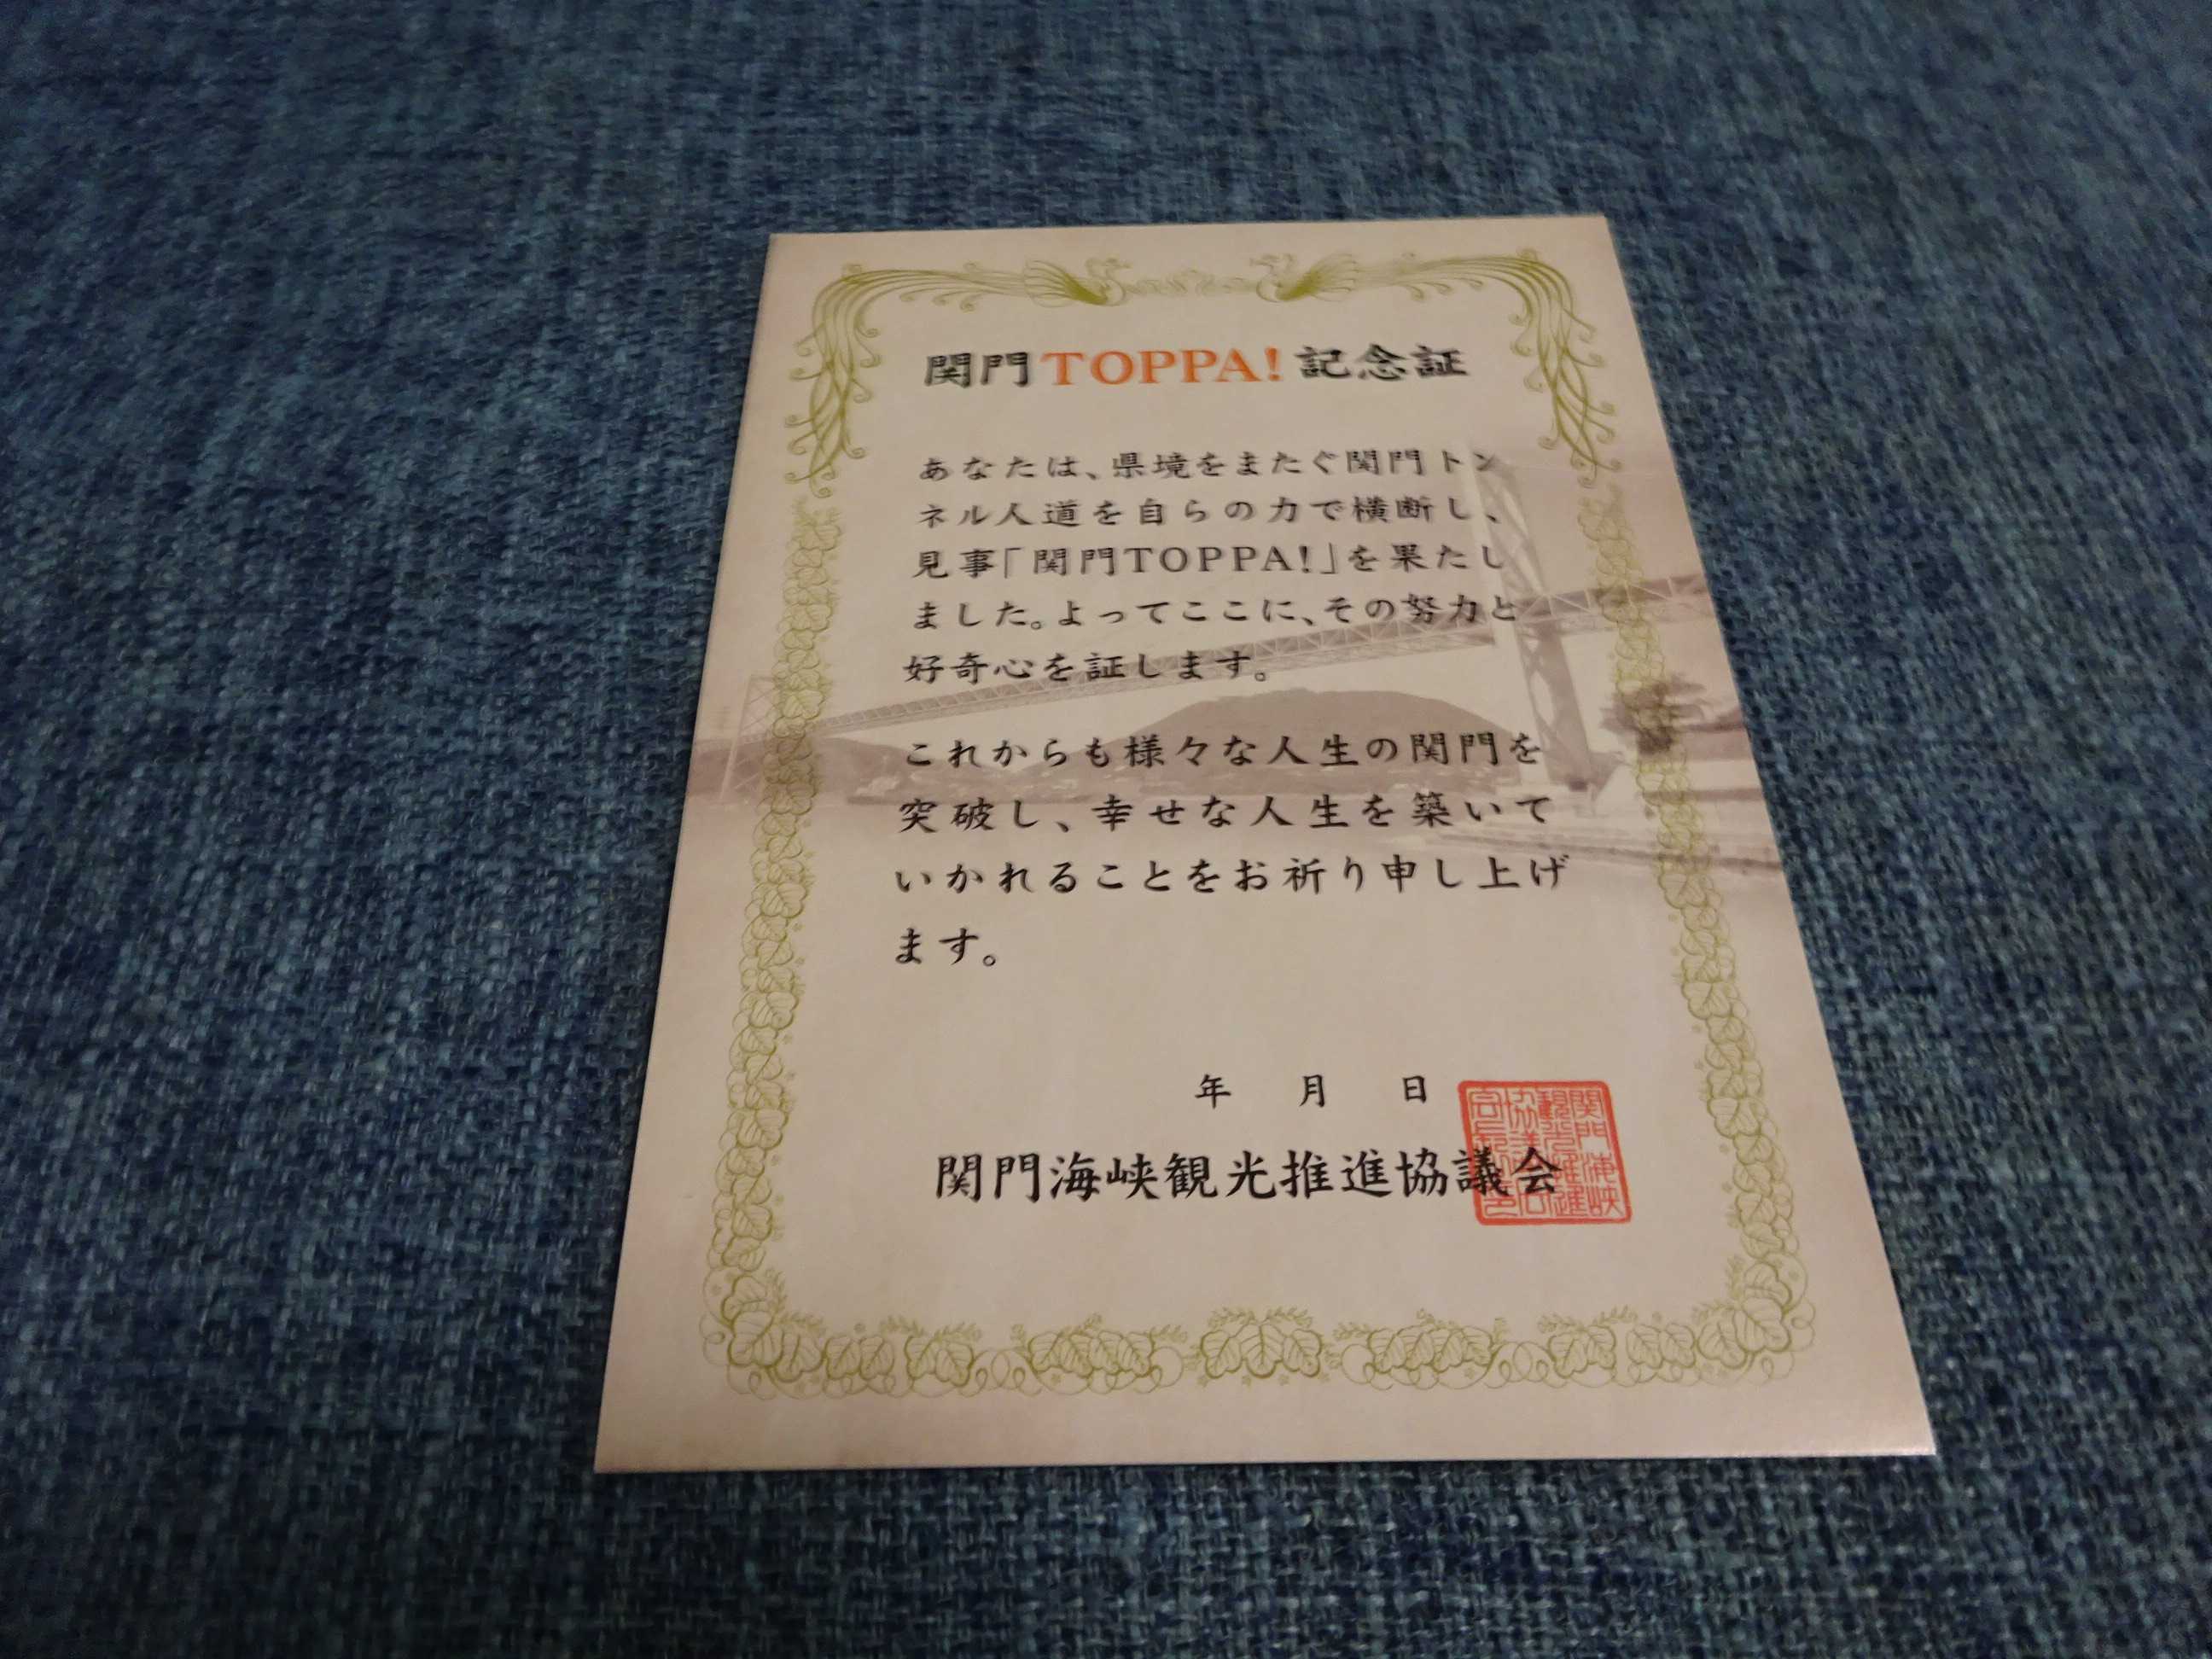 関門TOPPA!記念証
あなたは、県境をまたぐ関門トン
ネル人道を自らの力で横断し、
見事「関門TOPPA!」を果たし
ました。よってここに、その努力と
好奇心を証します。
これからも様々な人生の関門を
突破し、幸せな人生を築いて
いかれることをお祈り申し上げ
ます。
年 月 日
関門海峡観光推進協議会